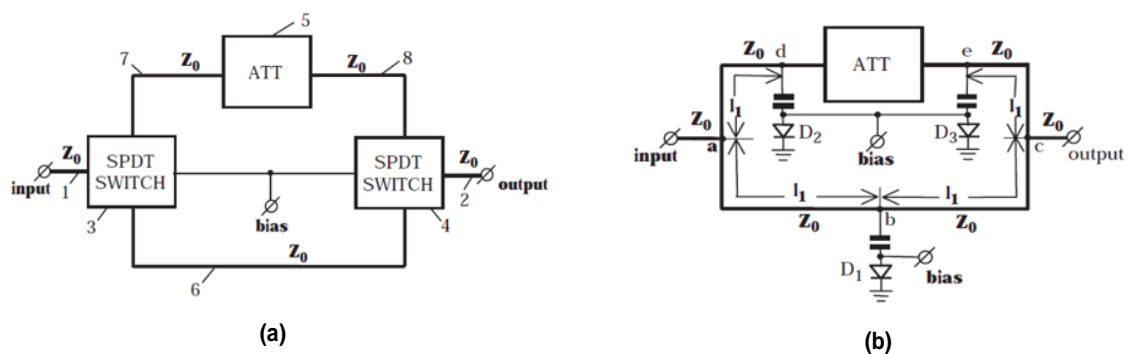 5
7
Z₀
ATT
Z₀
8
Z₀
input
1
SPDT
SWITCH
3
bias
SPDT
SWITCH
4
Z₀
2
output
Z₀
6
(a)
Z₀
d
ATT
e
Z₀
l₁
D₂
bias
D₃
l₁
Z₀
input
a
Z₀
c
output
l₁
l₁
Z₀
b
Z₀
D₁
bias
(b)